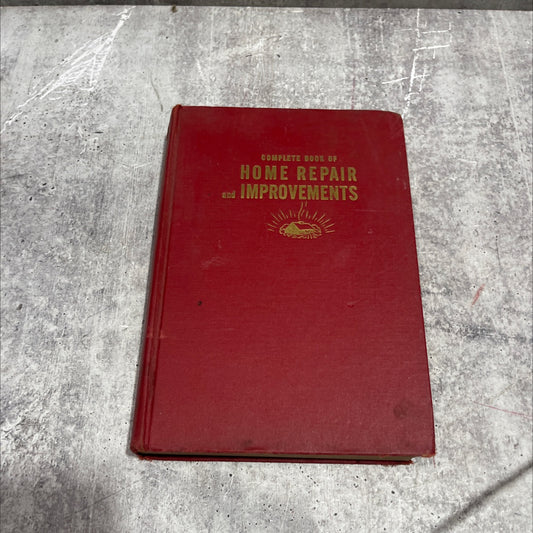 COMPLETE BOOK OF
HOME REPAIR
and IMPROVEMENTS